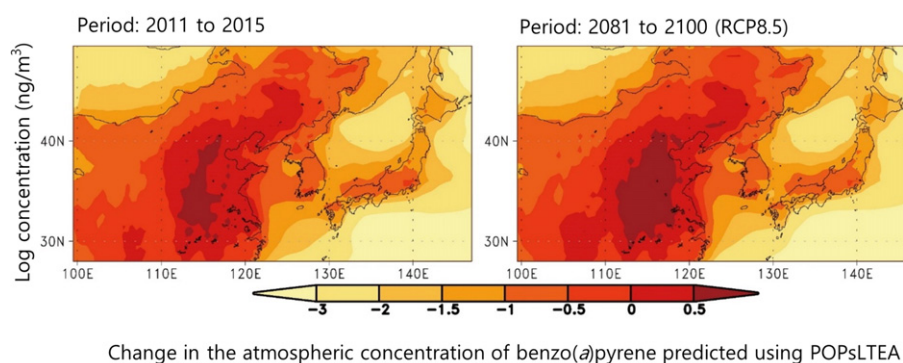 Period: 2011 to 2015
Period: 2081 to 2100 (RCP8.5)
Log concentration (ng/m³)
40N
30N
100E 110E 120E 130E 140E
40N
30N
100E 110E 120E 130E 140E
-3 -2 -1.5 -1 -0.5 0 0.5
Change in the atmospheric concentration of benzo(a)pyrene predicted using POPsLTEA